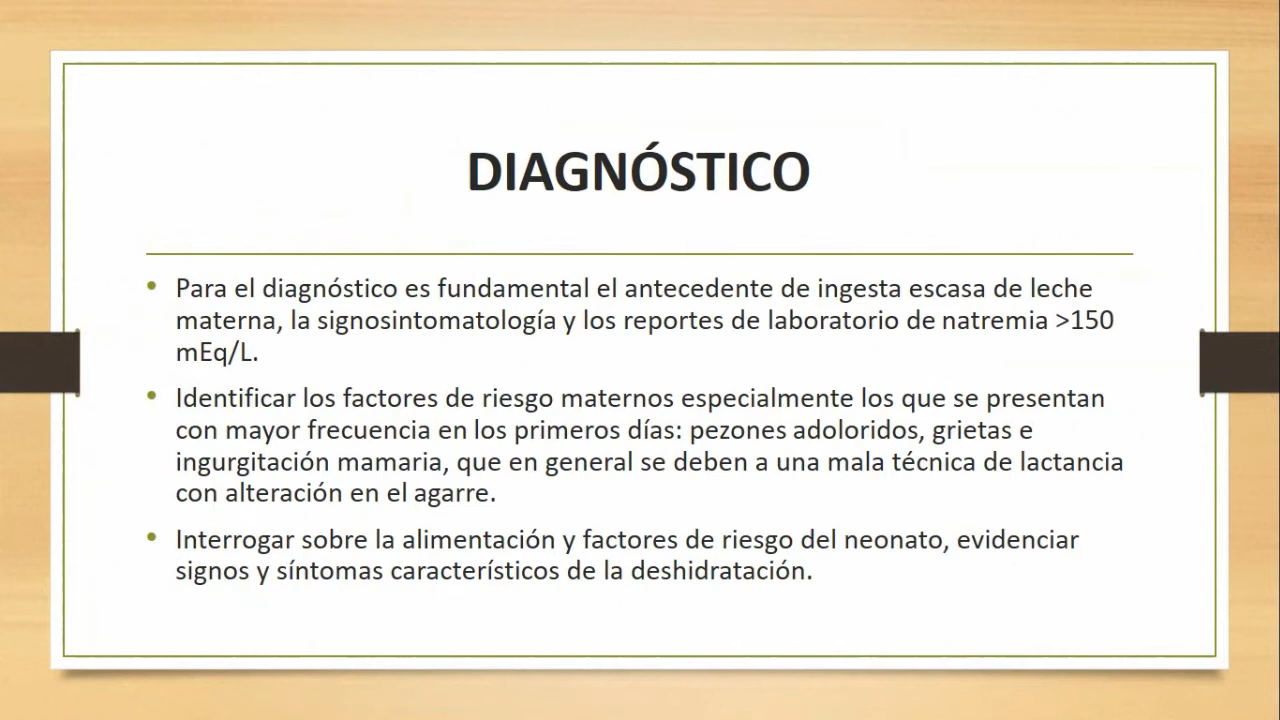 DIAGNÓSTICO
• Para el diagnóstico es fundamental el antecedente de ingesta escasa de leche
materna, la signosintomatología y los reportes de laboratorio de natremia >150
mEq/L.
• Identificar los factores de riesgo maternos especialmente los que se presentan
con mayor frecuencia en los primeros días: pezones adoloridos, grietas e
ingurgitación mamaria, que en general se deben a una mala técnica de lactancia
con alteración en el agarre.
• Interrogar sobre la alimentación y factores de riesgo del neonato, evidenciar
signos y síntomas característicos de la deshidratación.